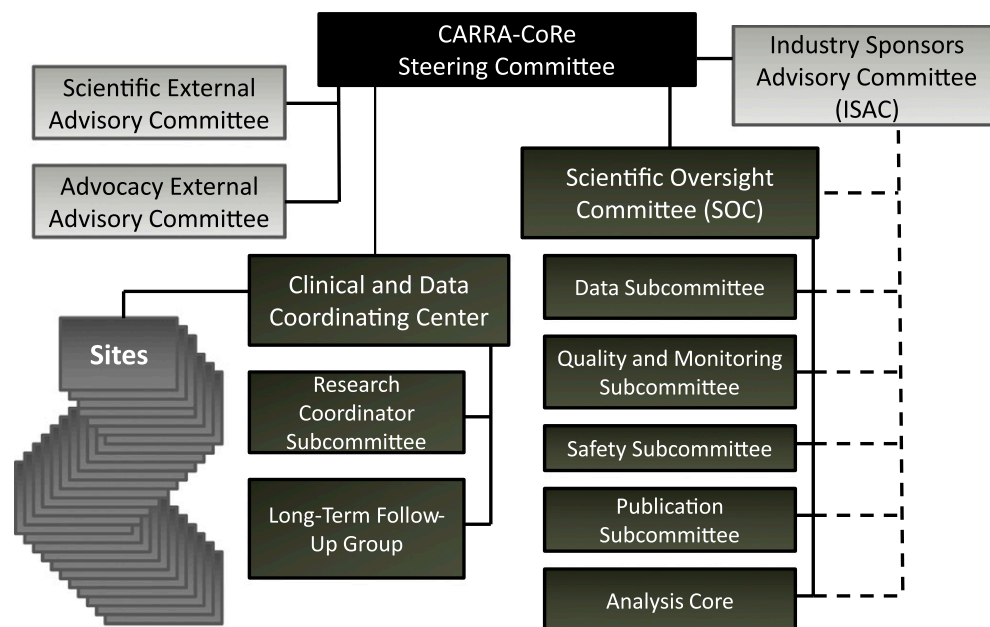 CARRA-CoRe
Steering Committee
Industry Sponsors
Advisory Committee
(ISAC)
Scientific External
Advisory Committee
Advocacy External
Advisory Committee
Scientific Oversight
Committee (SOC)
Clinical and Data
Coordinating Center
Sites
Research
Coordinator
Subcommittee
Long-Term Follow-
Up Group
Data Subcommittee
Quality and Monitoring
Subcommittee
Safety Subcommittee
Publication
Subcommittee
Analysis Core